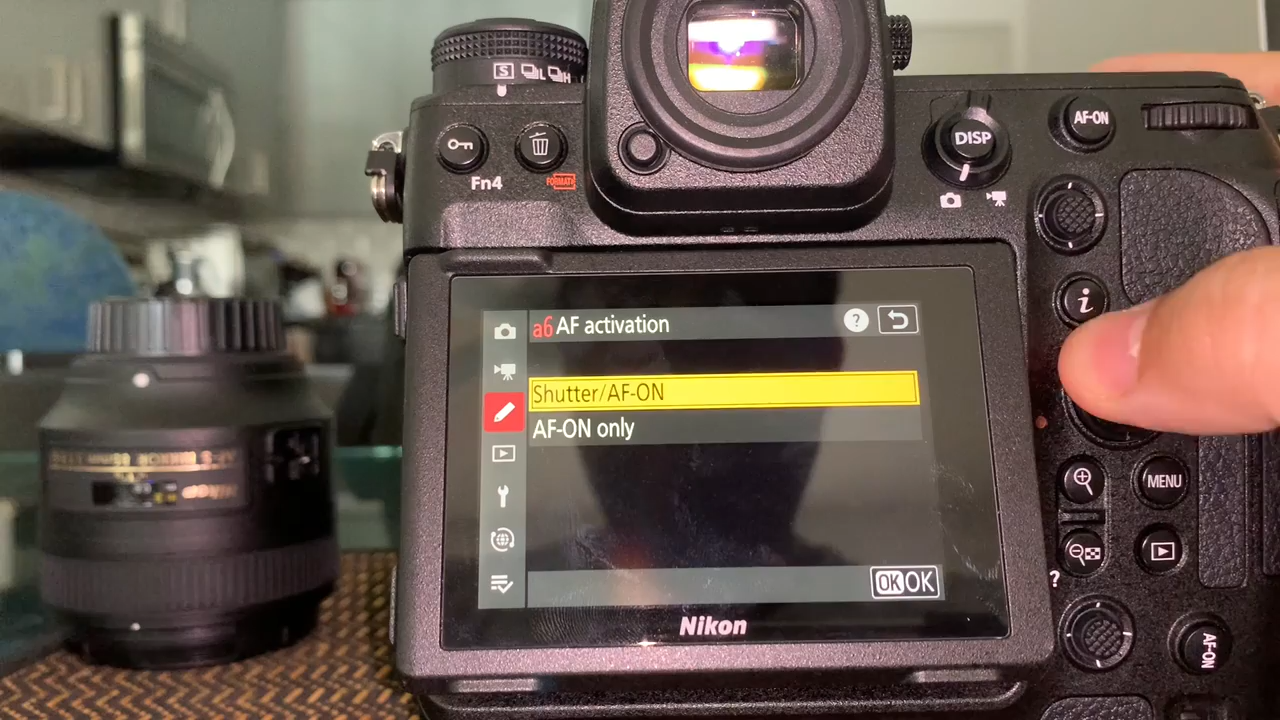 S L H
DISP
AF-ON
Fn4
FORMAT
i
a6 AF activation
?
Shutter/AF-ON
AF-ON only
MENU
OK OK
?
Nikon
AF-ON
Nikon